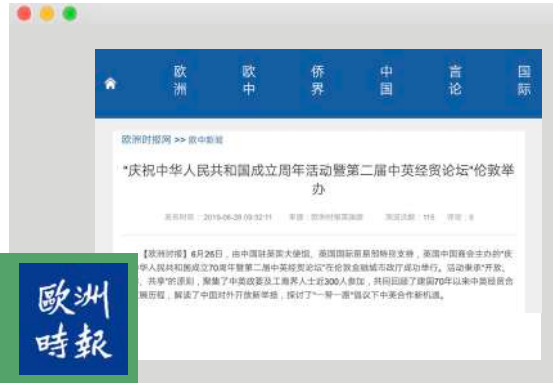 欧洲 欧中 侨界 中国 言论 国际
欧洲时报网 >> 欧中新闻
"庆祝中华人民共和国成立周年活动暨第二届中英经贸论坛"伦敦举
办
2019-06-28 09:52:11
【欧洲时报】6月26日，由中国驻英国大使馆、英国国际贸易部特别支持，英国中国商会主办的"庆
华人民共和国成立70周年暨第二届中英经贸论坛"在伦敦金融城市政厅成功举行。活动秉承"开放、
、共享"的原则，聚集了中英政要及工商界人士近300人参加，共同回顾了建国70年以来中英经贸合
展历程，解读了中国对外开放新举措，探讨了"一带一路"倡议下中英合作新机遇。
歐洲
時報